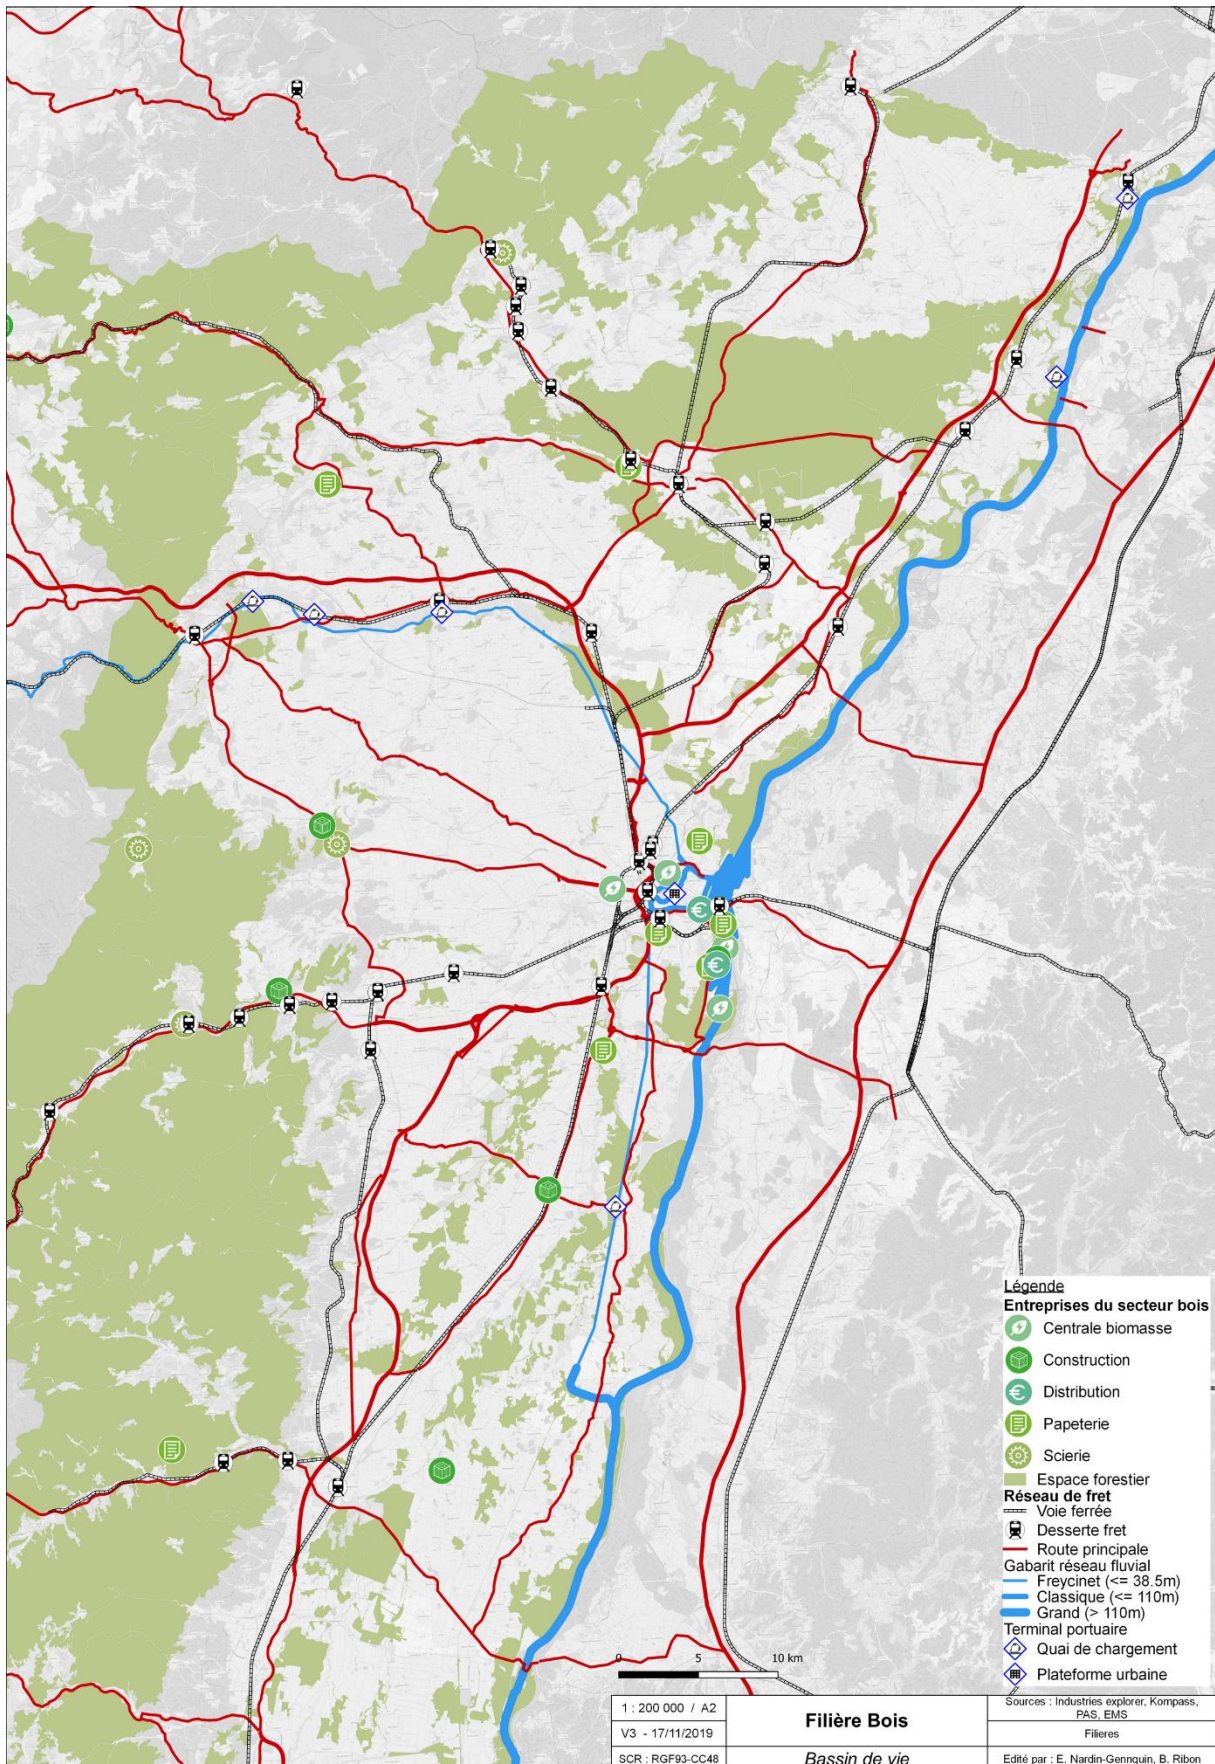 Légende
Entreprises du secteur bois
Centrale biomasse
Construction
Distribution
Papeterie
Scierie
Espace forestier
Réseau de fret
Voie ferrée
Desserte fret
Route principale
Gabarit réseau fluvial
Freycinet (<= 38.5m)
Classique (<= 110m)
Grand (> 110m)
Terminal portuaire
Quai de chargement
Plateforme urbaine
0 5 10 km
1 : 200 000 / A2
V3 - 17/11/2019
SCR : RGF93-CC48
Filière Bois
Bassin de vie
Sources : Industries explorer, Kompass,
PAS, EMS
Filieres
Edité par : E. Nardin-Gennquin, B. Ribon